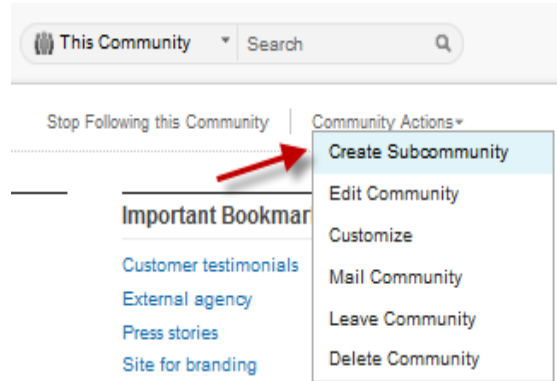 This Community Search
Stop Following this Community Community Actions
Create Subcommunity
Edit Community
Customize
Mail Community
Leave Community
Delete Community
Important Bookmar
Customer testimonials
External agency
Press stories
Site for branding